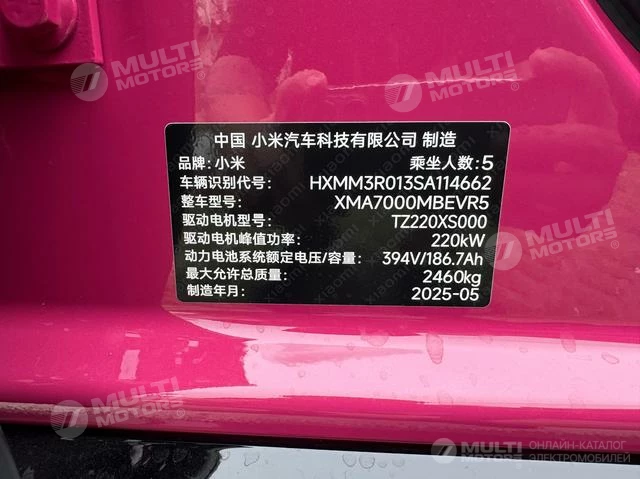 MULTI MOTORS
MULTI MOTORS
中国 小米汽车科技有限公司 制造
品牌: 小米 乘坐人数: 5
车辆识别代号: HXMM3R013SA114662
整车型号: XMA7000MBEVR5
驱动电机型号: TZ220XS000
驱动电机峰值功率: 220kW
动力电池系统额定电压/容量: 394V/186.7Ah
最大允许总质量: 2460kg
制造年月: 2025-05
MULTI MOTORS
MULTI MOTORS
ОНЛАЙН-КАТАЛОГ
ЭЛЕКТРОМОБИЛЕЙ